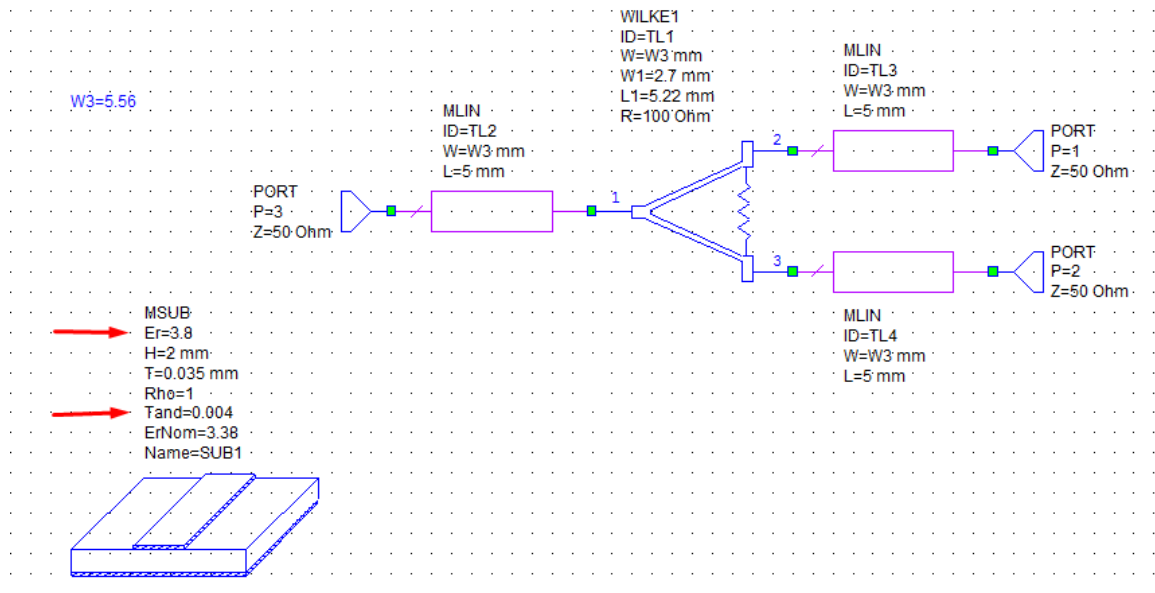 WILKE1
ID=TL1
W=W3 mm
W1=2.7 mm
L1=5.22 mm
R=100 Ohm
MLIN
ID=TL3
W=W3 mm
L=5 mm
W3=5.56
MLIN
ID=TL2
W=W3 mm
L=5 mm
2
PORT
P=1
Z=50 Ohm
PORT
P=3
Z=50 Ohm
1
3
PORT
P=2
Z=50 Ohm
MSUB
Er=3.8
H=2 mm
T=0.035 mm
Rho=1
Tand=0.004
ErNom=3.38
Name=SUB1
MLIN
ID=TL4
W=W3 mm
L=5 mm